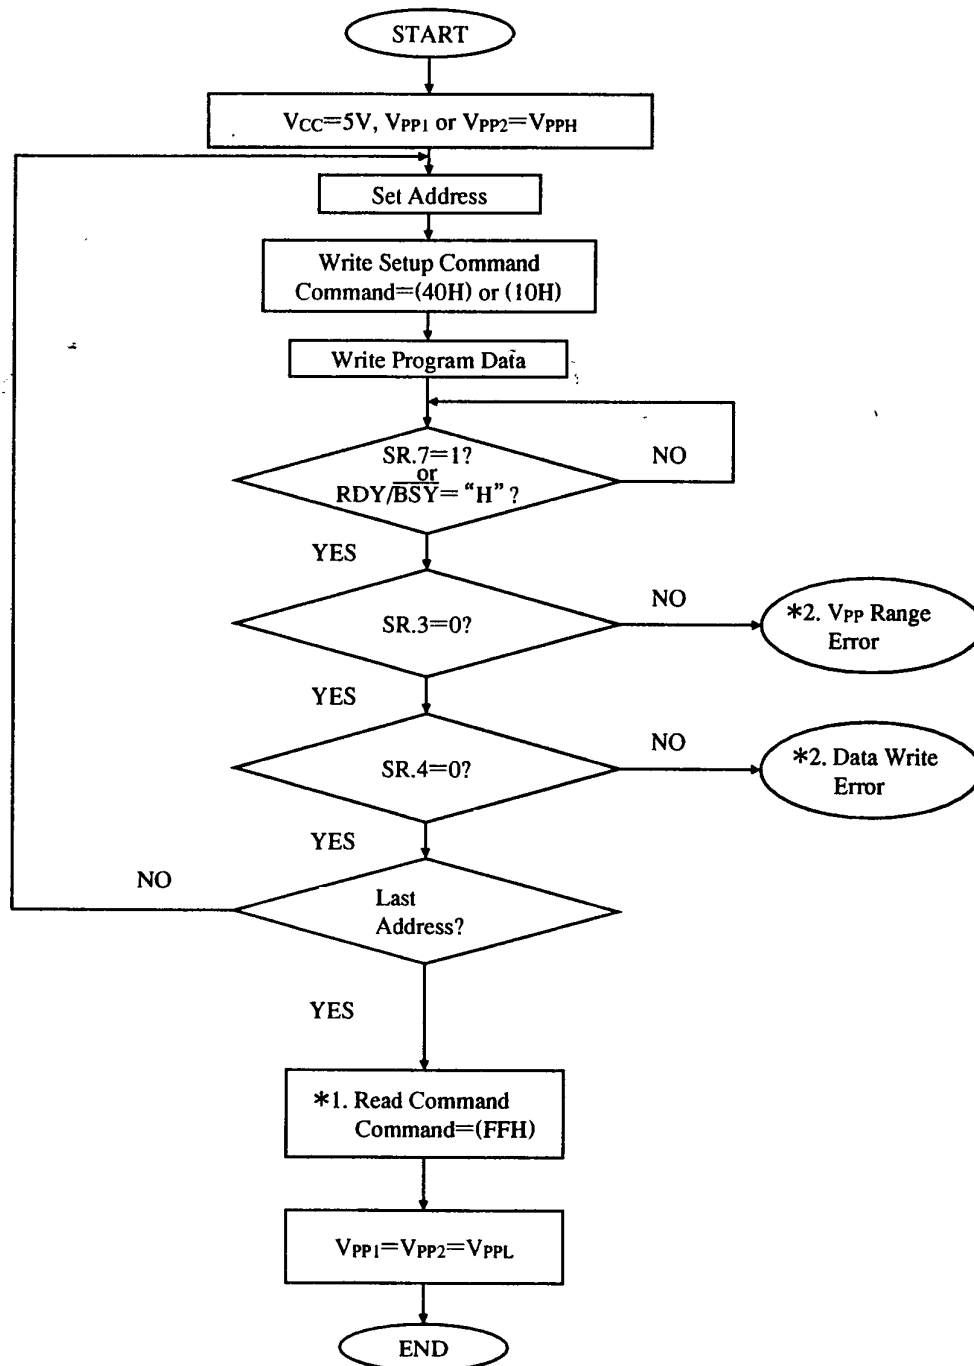 START
VCC=5V, VPP1 or VPP2=VPPH
Set Address
Write Setup Command
Command=(40H) or (10H)
Write Program Data
SR.7=1?
or
RDY/BSY= “H” ?
NO
YES
SR.3=0?
NO
*2. VPP Range
Error
YES
SR.4=0?
NO
*2. Data Write
Error
YES
NO
Last
Address?
YES
*1. Read Command
Command=(FFH)
VPP1=VPP2=VPPL
END